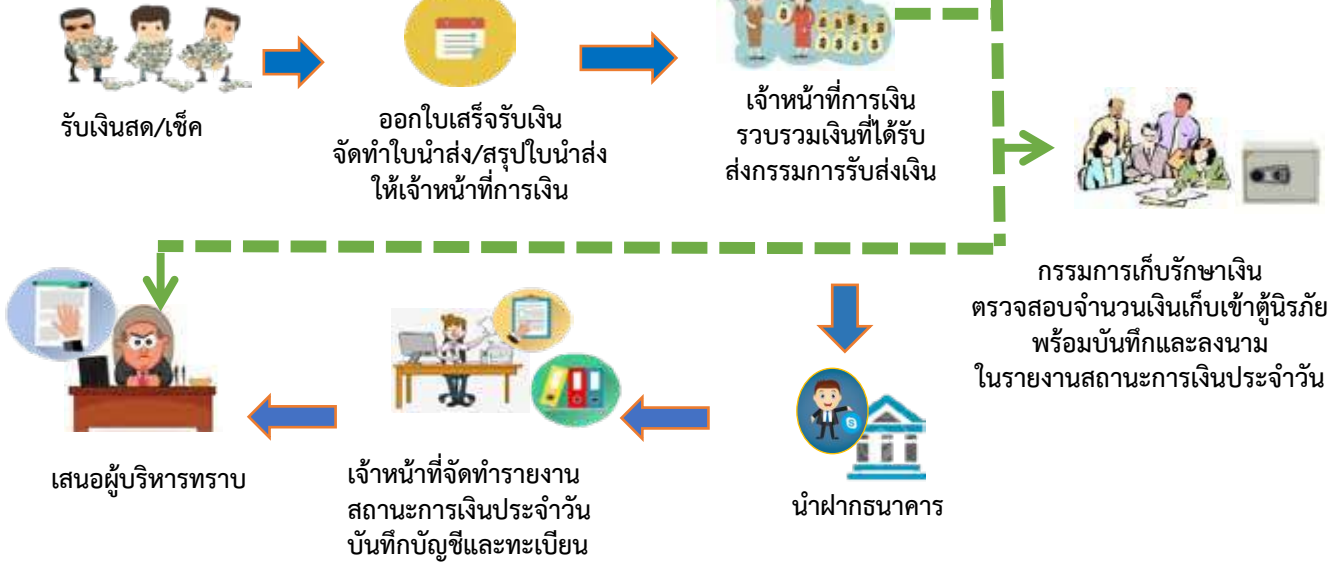 รับเงินสด/เช็ค
ออกใบเสร็จรับเงิน
จัดทำใบนำส่ง/สรุปใบนำส่ง
ให้เจ้าหน้าที่การเงิน
เจ้าหน้าที่การเงิน
รวบรวมเงินที่ได้รับ
ส่งกรรมการรับส่งเงิน
กรรมการเก็บรักษาเงิน
ตรวจสอบจำนวนเงินเก็บเข้าตู้นิรภัย
พร้อมบันทึกและลงนาม
ในรายงานสถานะการเงินประจำวัน
นำฝากธนาคาร
เจ้าหน้าที่จัดทำรายงาน
สถานะการเงินประจำวัน
บันทึกบัญชีและทะเบียน
เสนอผู้บริหารทราบ